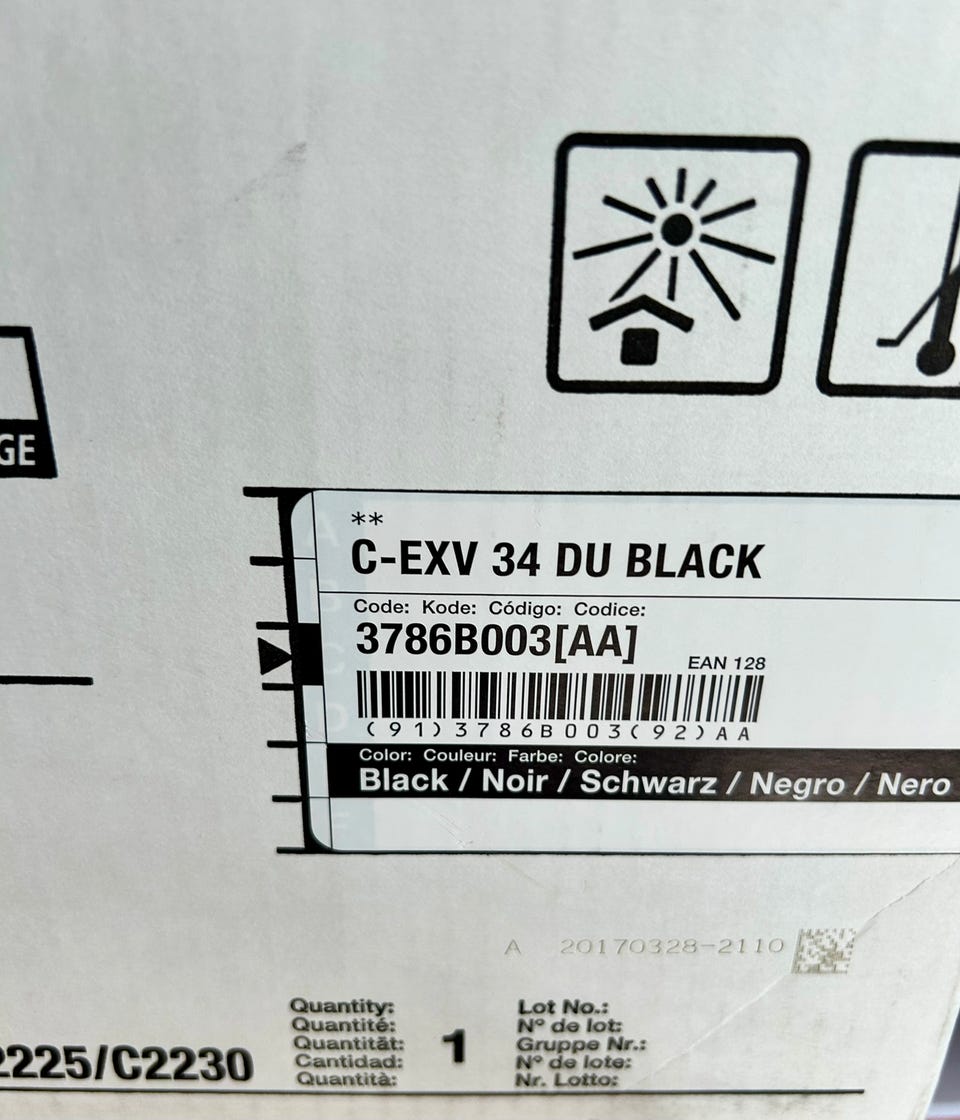 GE
**
C-EXV 34 DU BLACK
Code: Kode: Código: Codice:
3786B003[AA]
EAN 128
(91)3786B003(92)AA
Color: Couleur: Farbe: Colore:
Black / Noir / Schwarz / Negro / Nero
A 20170328-2110
2225/C2230
Quantity:
Quantité:
Quantität:
Cantidad:
Quantità:
1
Lot No.:
Nº de lot:
Gruppe Nr.:
Nº de lote:
Nr. Lotto: